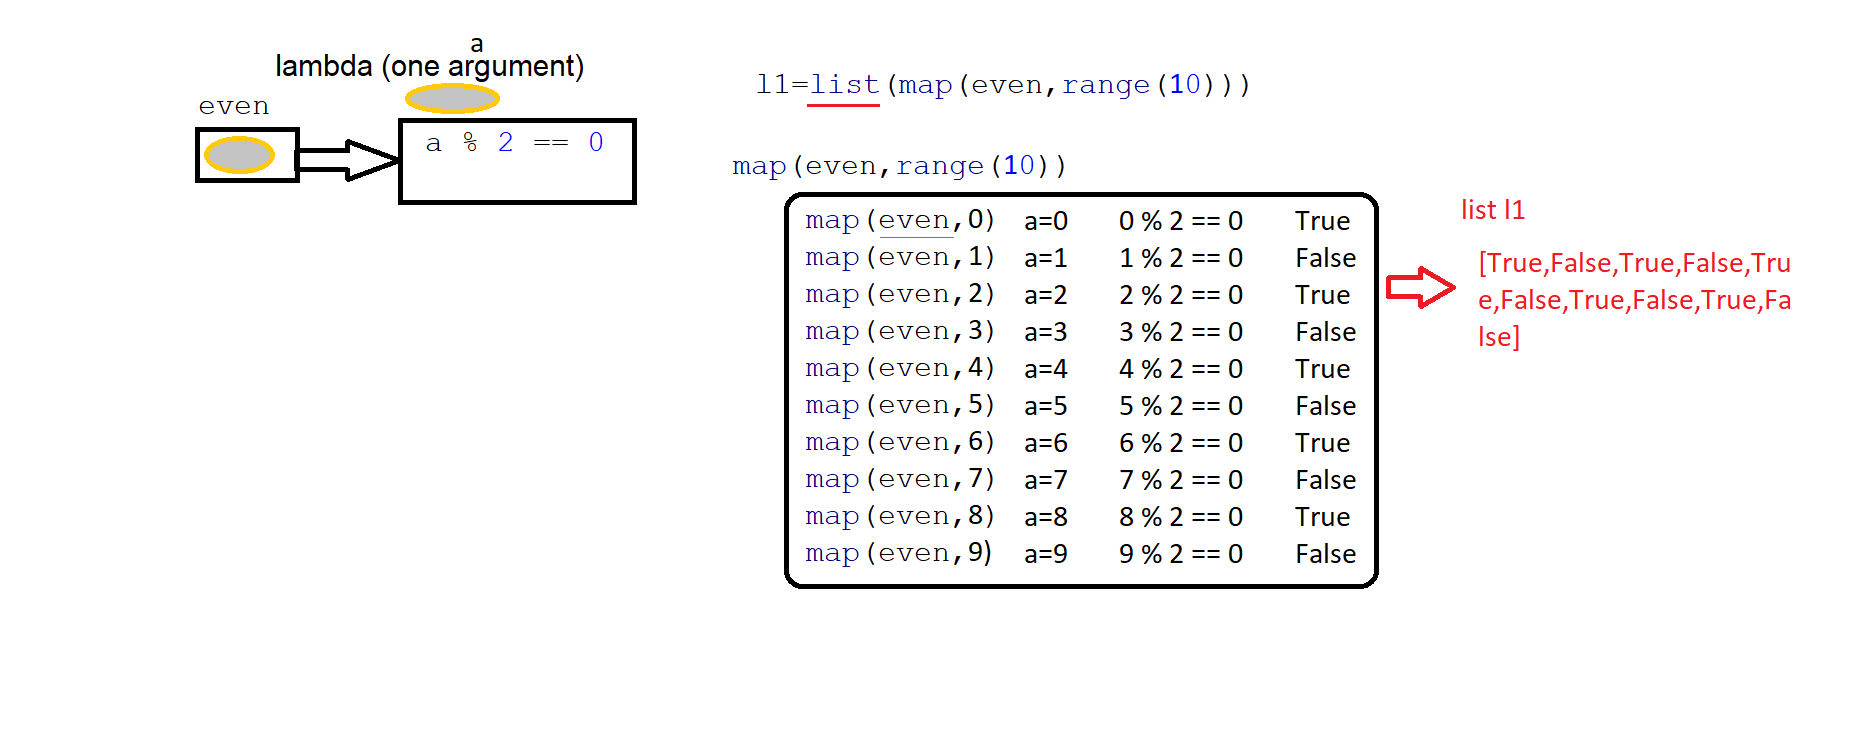 a
lambda (one argument)
even
a % 2 == 0
l1=list(map(even,range(10)))
map(even,range(10))
map(even,0) a=0 0 % 2 == 0 True
map(even,1) a=1 1 % 2 == 0 False
map(even,2) a=2 2 % 2 == 0 True
map(even,3) a=3 3 % 2 == 0 False
map(even,4) a=4 4 % 2 == 0 True
map(even,5) a=5 5 % 2 == 0 False
map(even,6) a=6 6 % 2 == 0 True
map(even,7) a=7 7 % 2 == 0 False
map(even,8) a=8 8 % 2 == 0 True
map(even,9) a=9 9 % 2 == 0 False
list l1
[True,False,True,False,Tru
e,False,True,False,True,Fa
lse]